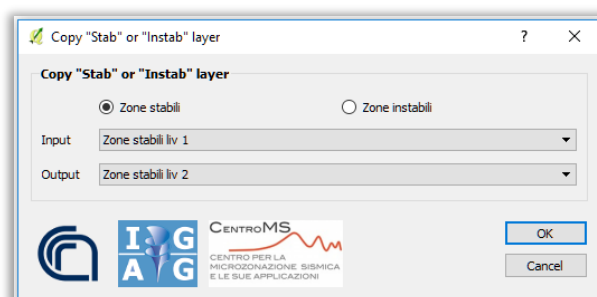 Copy "Stab" or "Instab" layer
Copy "Stab" or "Instab" layer
Zone stabili
Zone instabili
Input
Zone stabili liv 1
Output
Zone stabili liv 2
I G
A G
CENTROMS
CENTRO PER LA
MICROZONAZIONE SISMICA
E LE SUE APPLICAZIONI
OK
Cancel